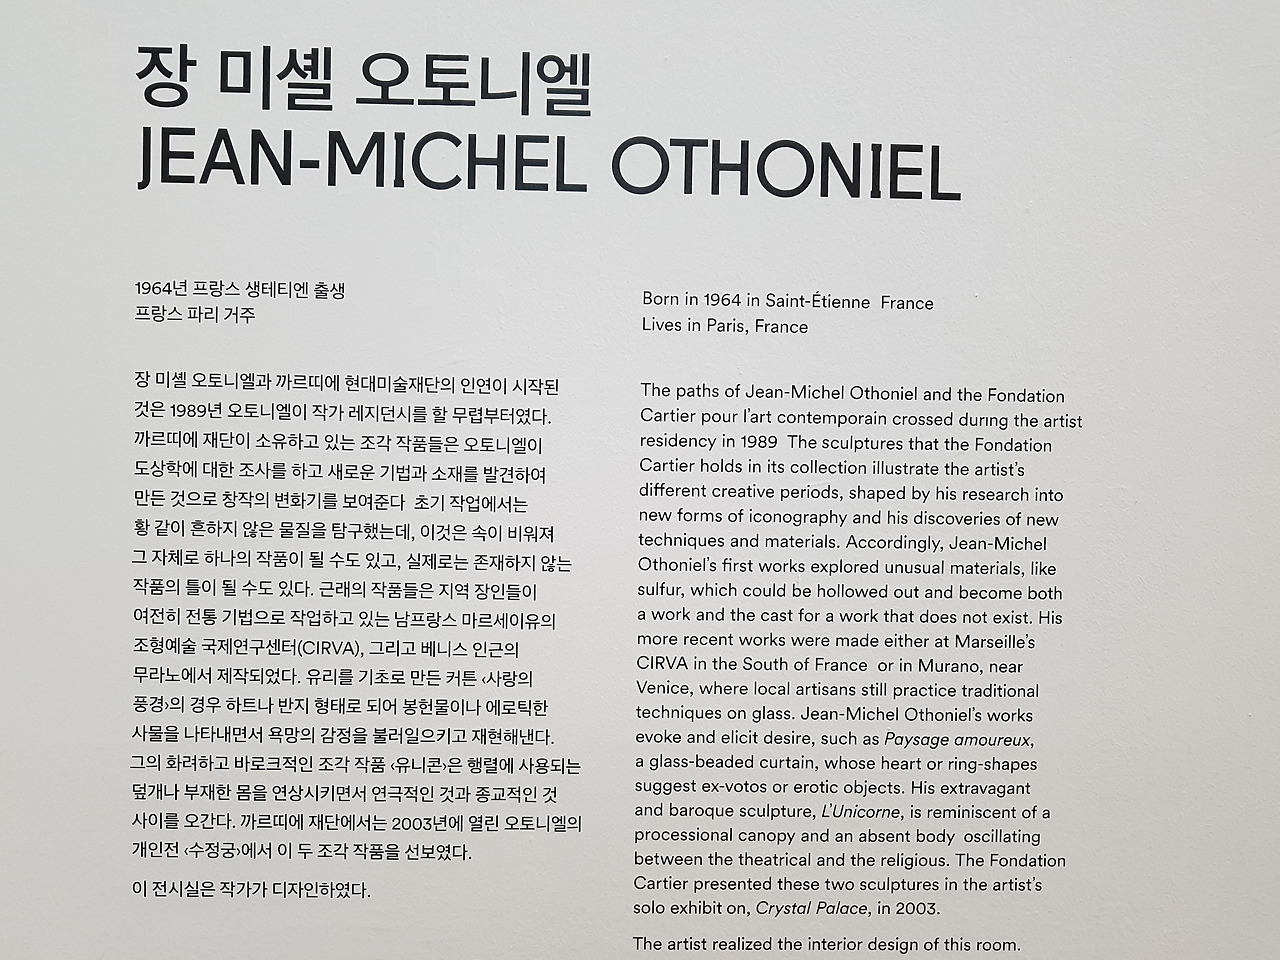 장 미셸 오토니엘
JEAN-MICHEL OTHONIEL
1964년 프랑스 생테티엔 출생
프랑스 파리 거주
장 미셸 오토니엘과 까르띠에 현대미술재단의 인연이 시작된
것은 1989년 오토니엘이 작가 레지던시를 할 무렵부터였다.
까르띠에 재단이 소유하고 있는 조각 작품들은 오토니엘이
도상학에 대한 조사를 하고 새로운 기법과 소재를 발견하여
만든 것으로 창작의 변화기를 보여준다 초기 작업에서는
황 같이 흔하지 않은 물질을 탐구했는데, 이것은 속이 비워져
그 자체로 하나의 작품이 될 수도 있고, 실제로는 존재하지 않는
작품의 틀이 될 수도 있다. 근래의 작품들은 지역 장인들이
여전히 전통 기법으로 작업하고 있는 남프랑스 마르세이유의
조형예술 국제연구센터(CIRVA), 그리고 베니스 인근의
무라노에서 제작되었다. 유리를 기초로 만든 커튼 ‹사랑의
풍경›의 경우 하트나 반지 형태로 되어 봉헌물이나 에로틱한
사물을 나타내면서 욕망의 감정을 불러일으키고 재현해낸다.
그의 화려하고 바로크적인 조각 작품 ‹유니콘›은 행렬에 사용되는
덮개나 부재한 몸을 연상시키면서 연극적인 것과 종교적인 것
사이를 오간다. 까르띠에 재단에서는 2003년에 열린 오토니엘의
개인전 ‹수정궁›에서 이 두 조각 작품을 선보였다.
이 전시실은 작가가 디자인하였다.
Born in 1964 in Saint-Étienne France
Lives in Paris, France
The paths of Jean-Michel Othoniel and the Fondation
Cartier pour l'art contemporain crossed during the artist
residency in 1989 The sculptures that the Fondation
Cartier holds in its collection illustrate the artist's
different creative periods, shaped by his research into
new forms of iconography and his discoveries of new
techniques and materials. Accordingly, Jean-Michel
Othoniel's first works explored unusual materials, like
sulfur, which could be hollowed out and become both
a work and the cast for a work that does not exist. His
more recent works were made either at Marseille's
CIRVA in the South of France or in Murano, near
Venice, where local artisans still practice traditional
techniques on glass. Jean-Michel Othoniel's works
evoke and elicit desire, such as Paysage amoureux,
a glass-beaded curtain, whose heart or ring-shapes
suggest ex-votos or erotic objects. His extravagant
and baroque sculpture, L'Unicorne, is reminiscent of a
processional canopy and an absent body oscillating
between the theatrical and the religious. The Fondation
Cartier presented these two sculptures in the artist's
solo exhibit on, Crystal Palace, in 2003.
The artist realized the interior design of this room.